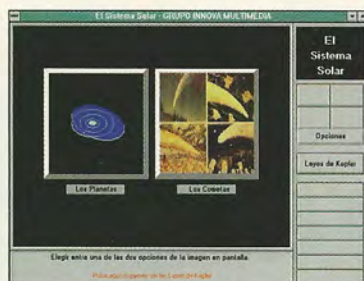 El Sistema Solar - GRUPO INNOVA MULTIMEDIA
El
Sistema
Solar
Opciones
Leyes de Kepler
Los Planetas
Los Cometas
Elegir entre una de las dos opciones de la imagen en pantalla.